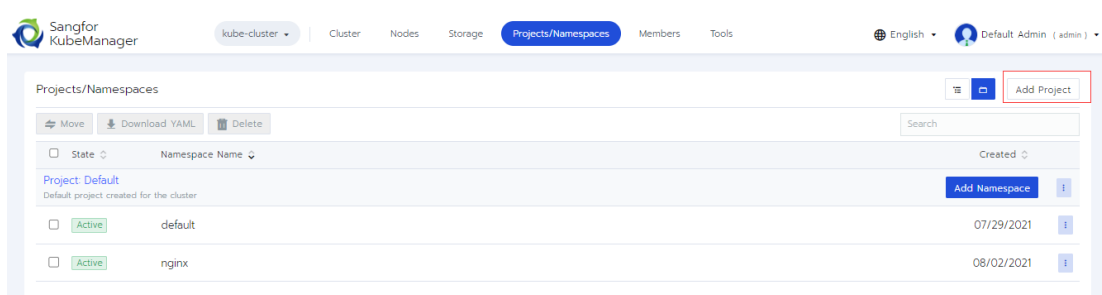 Sangfor
KubeManager
kube-cluster
Cluster
Nodes
Storage
Projects/Namespaces
Members
Tools
English
Default Admin ( admin )
Projects/Namespaces
Add Project
Move
Download YAML
Delete
Search
State
Namespace Name
Created
Project: Default
Default project created for the cluster
Add Namespace
Active
default
07/29/2021
Active
nginx
08/02/2021